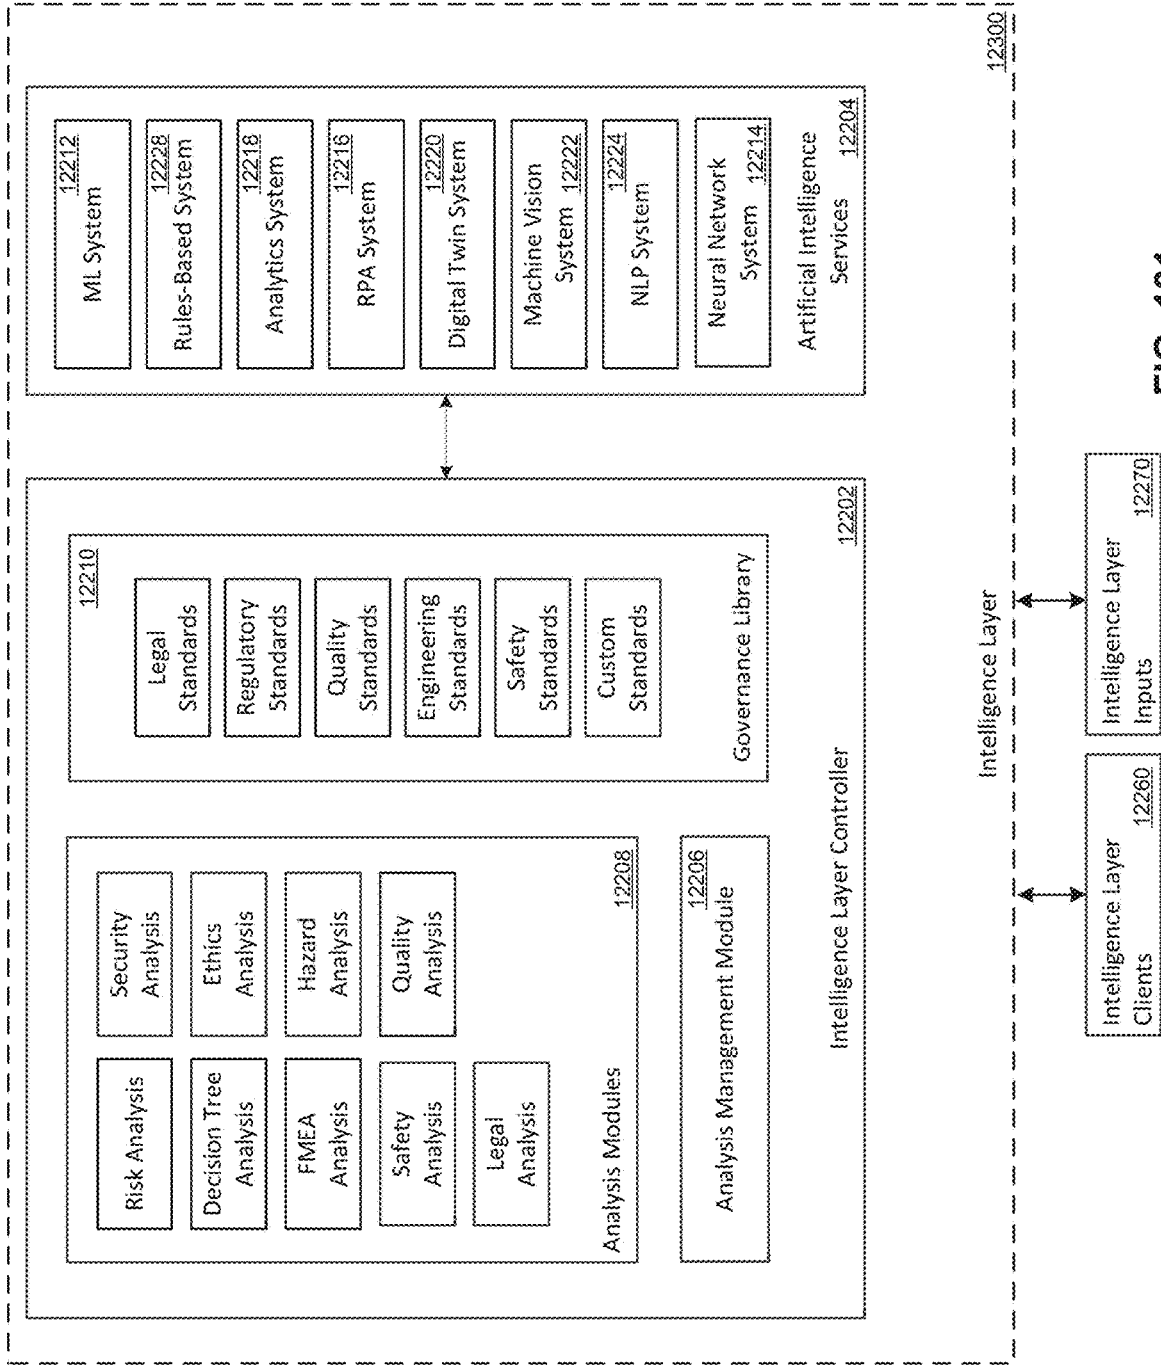 Risk Analysis
Security
Analysis
Decision Tree
Analysis
Ethics
Analysis
FMEA
Analysis
Hazard
Analysis
Safety
Analysis
Quality
Analysis
Legal
Analysis
Analysis Modules
12208
12206
Analysis Management Module
12210
Legal
Standards
Regulatory
Standards
Quality
Standards
Engineering
Standards
Safety
Standards
Custom
Standards
Governance Library
Intelligence Layer Controller
12202
12212
ML System
12228
Rules-Based System
12218
Analytics System
12216
RPA System
12220
Digital Twin System
Machine Vision
System 12222
12224
NLP System
Neural Network
System 12214
Artificial Intelligence
Services 12204
Intelligence Layer
12300
Intelligence Layer
Clients 12260
Intelligence Layer
Inputs 12270